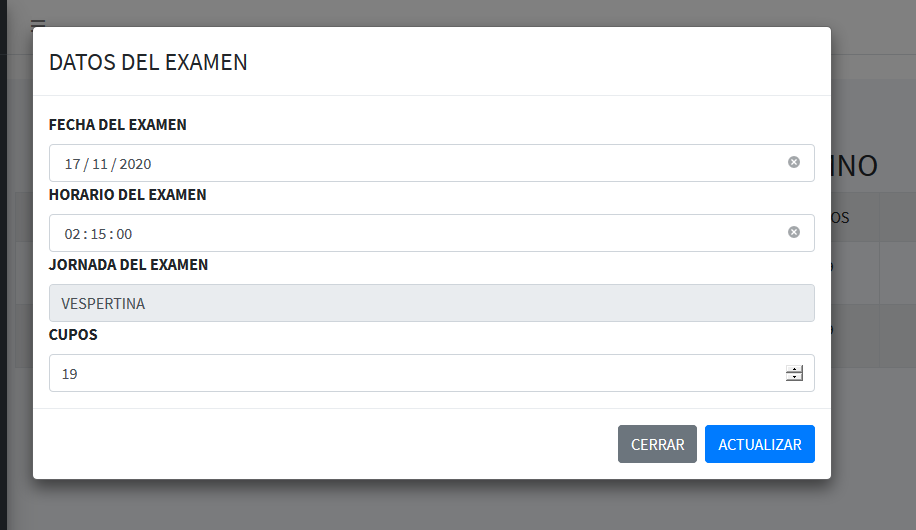 DATOS DEL EXAMEN
FECHA DEL EXAMEN
17 / 11 / 2020
HORARIO DEL EXAMEN
02 : 15 : 00
JORNADA DEL EXAMEN
VESPERTINA
CUPOS
19
CERRAR ACTUALIZAR